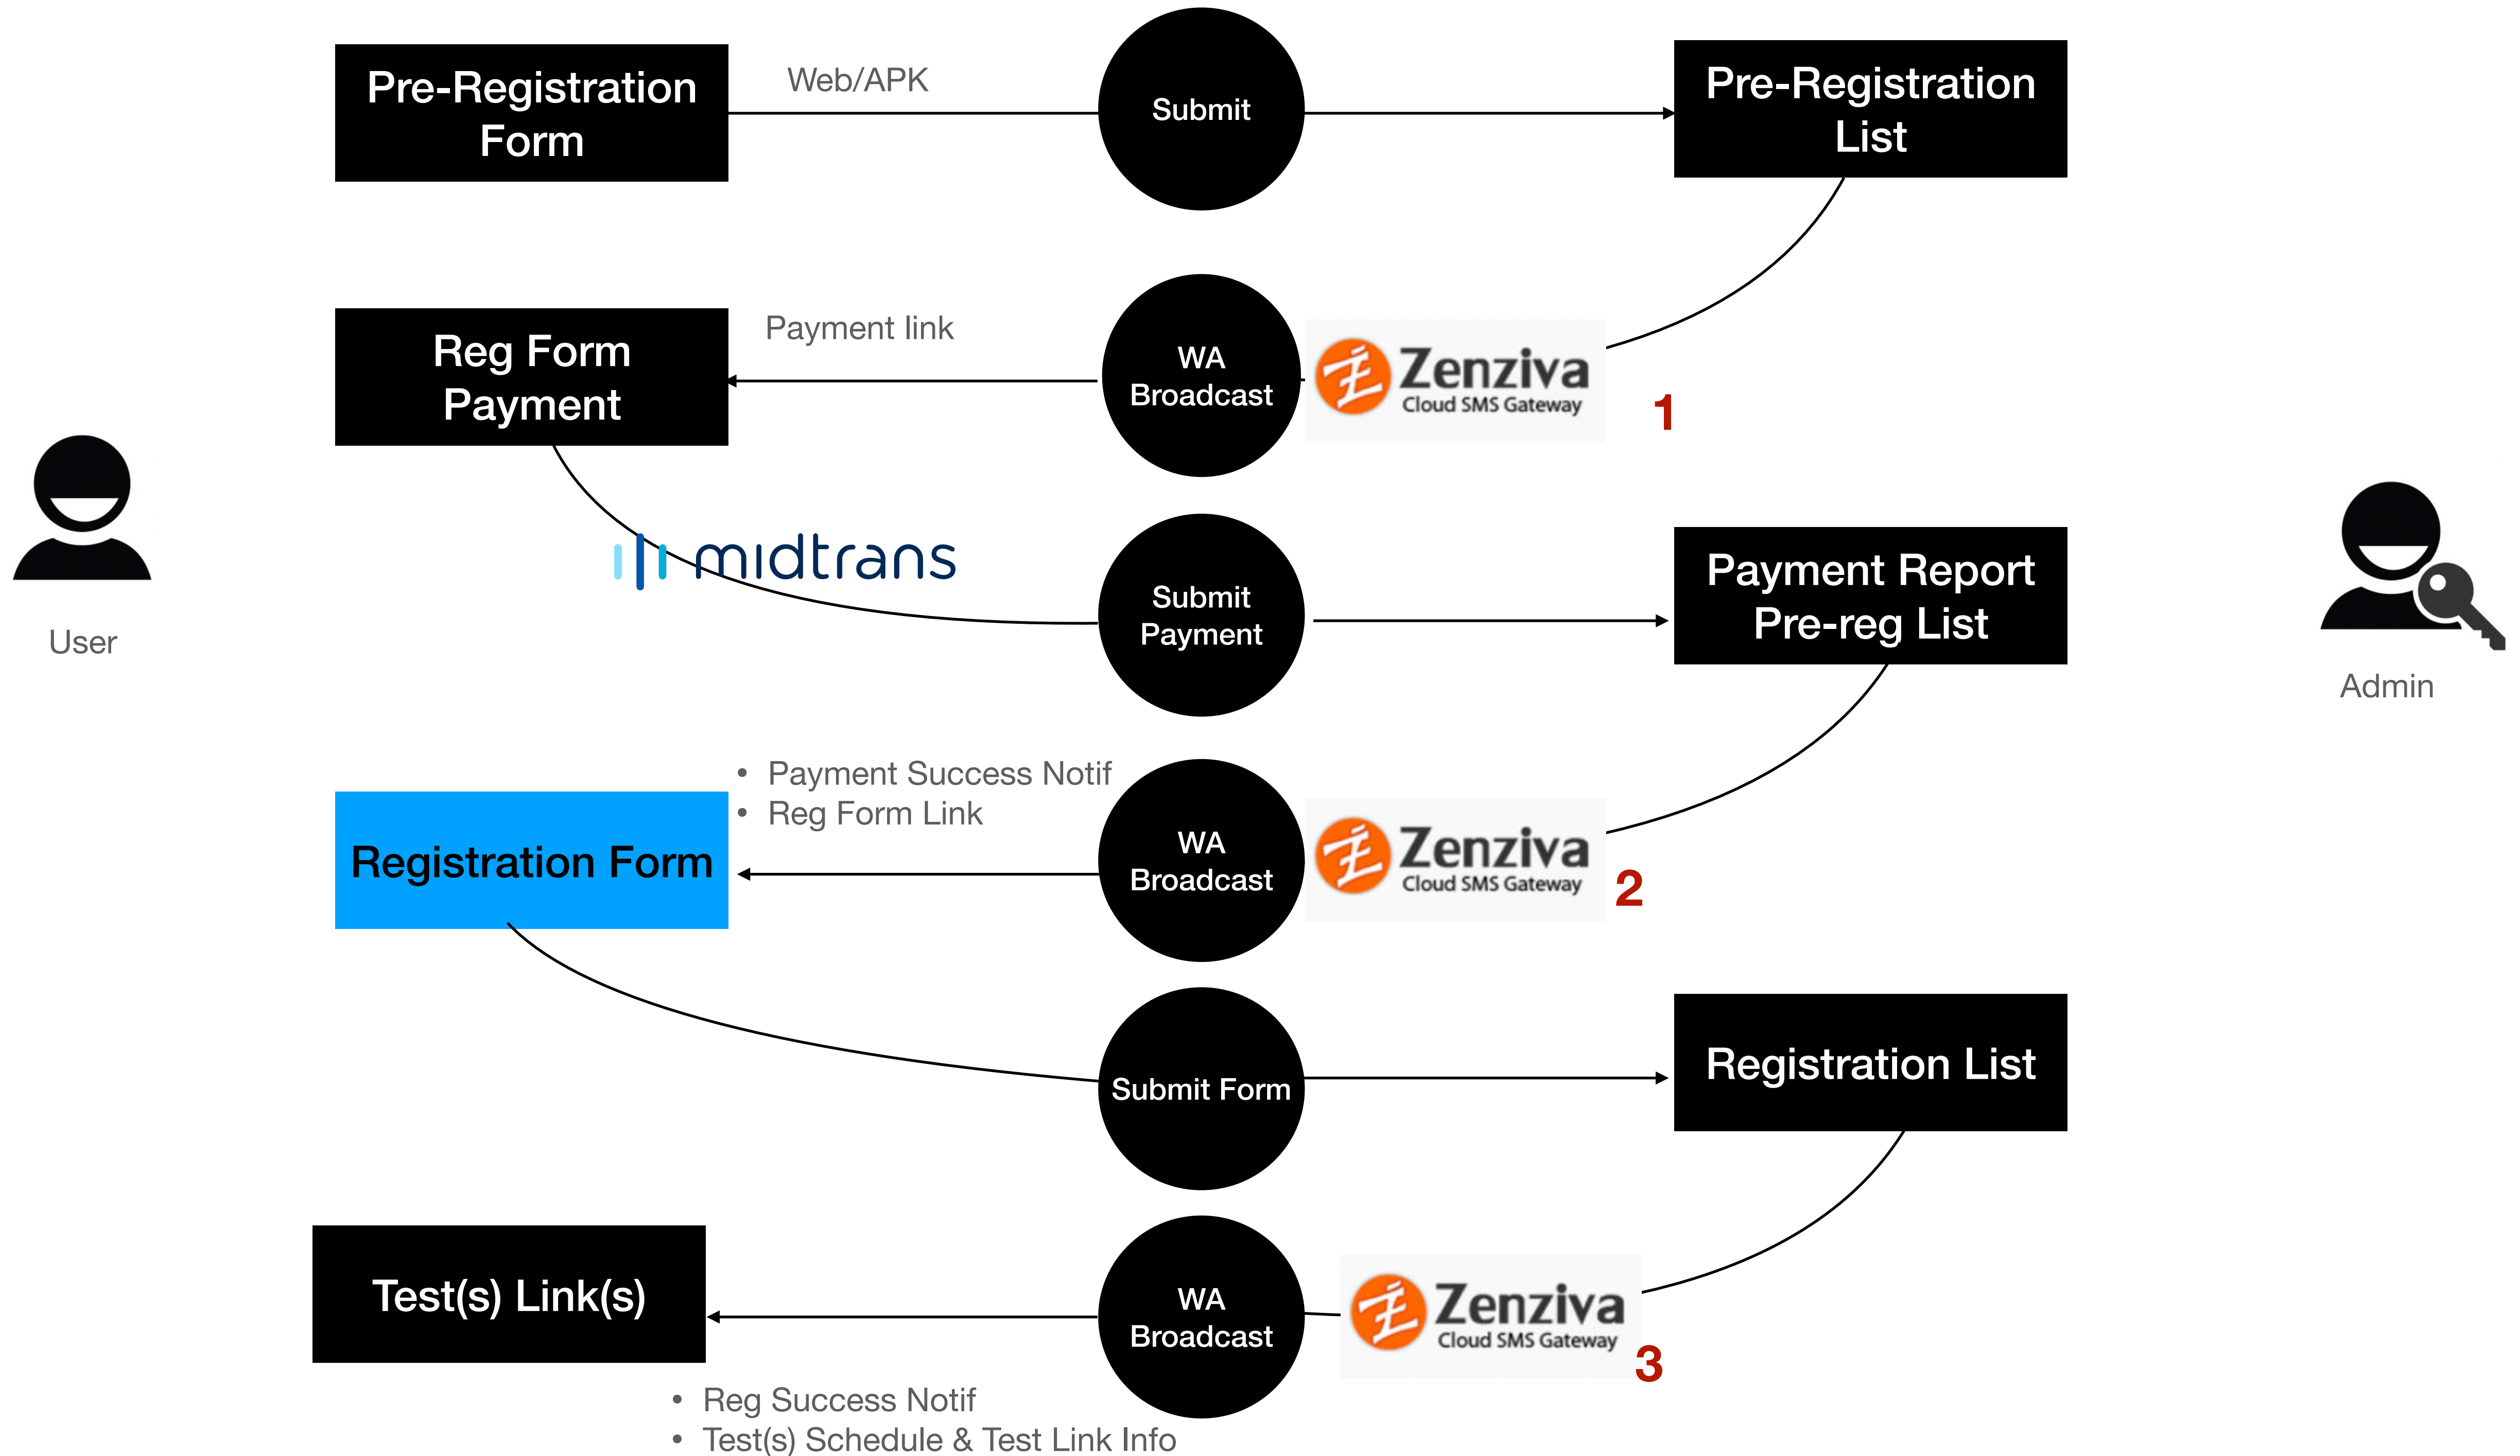 Pre-Registration
Form
Web/APK
Submit
Pre-Registration
List
Reg Form
Payment
Payment link
WA
Broadcast
Zenziva
Cloud SMS Gateway
1
User
midtrans
Submit
Payment
Payment Report
Pre-reg List
Admin
• Payment Success Notif
• Reg Form Link
Registration Form
WA
Broadcast
Zenziva
Cloud SMS Gateway
2
Submit Form
Registration List
Test(s) Link(s)
WA
Broadcast
Zenziva
Cloud SMS Gateway
3
• Reg Success Notif
• Test(s) Schedule & Test Link Info